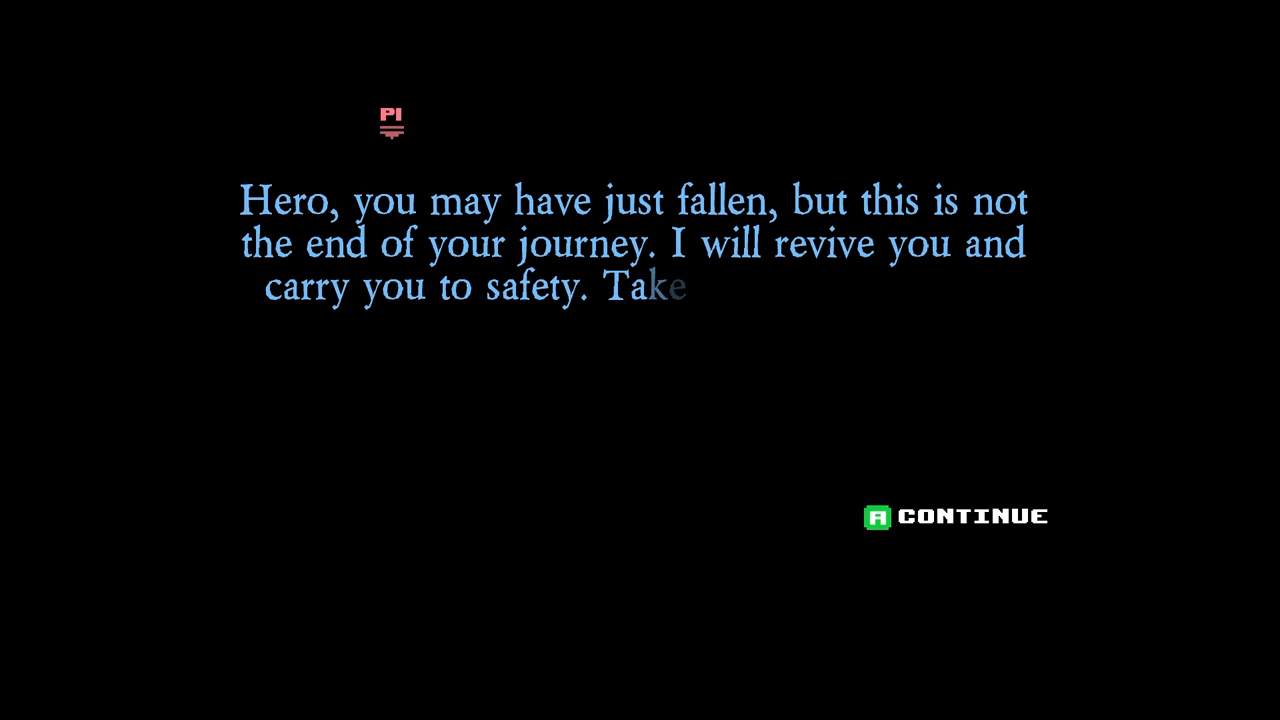 P1
Hero, you may have just fallen, but this is not
the end of your journey. I will revive you and
carry you to safety. Take
A CONTINUE